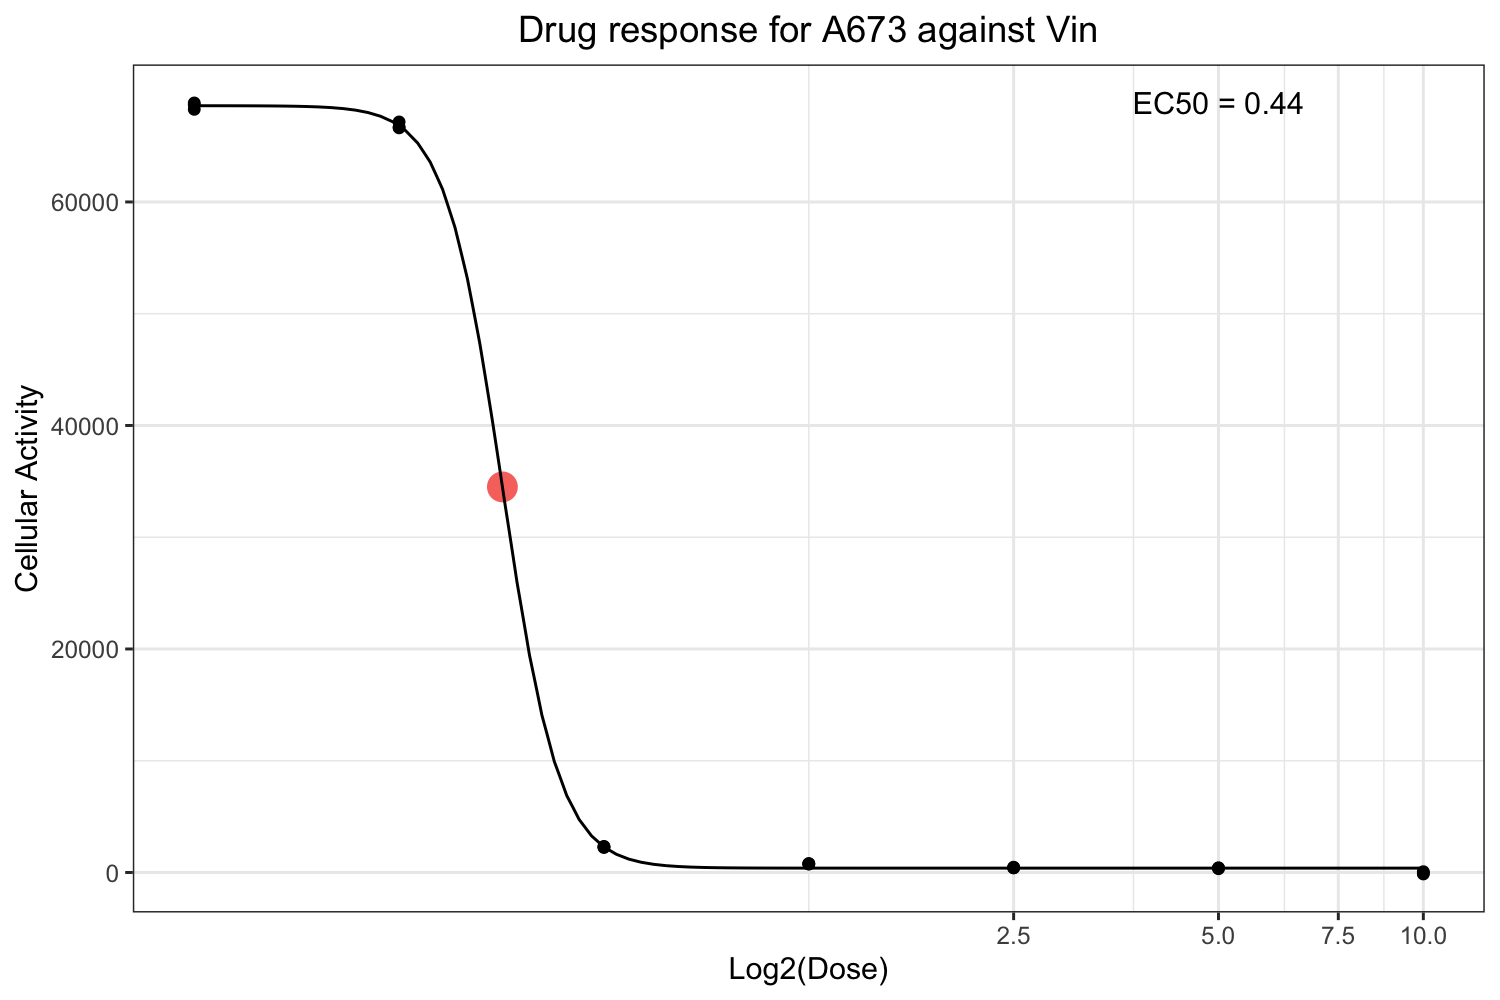 Drug response for A673 against Vin
EC50 = 0.44
60000
40000
20000
0
Cellular Activity
2.5 5.0 7.5 10.0
Log2(Dose)